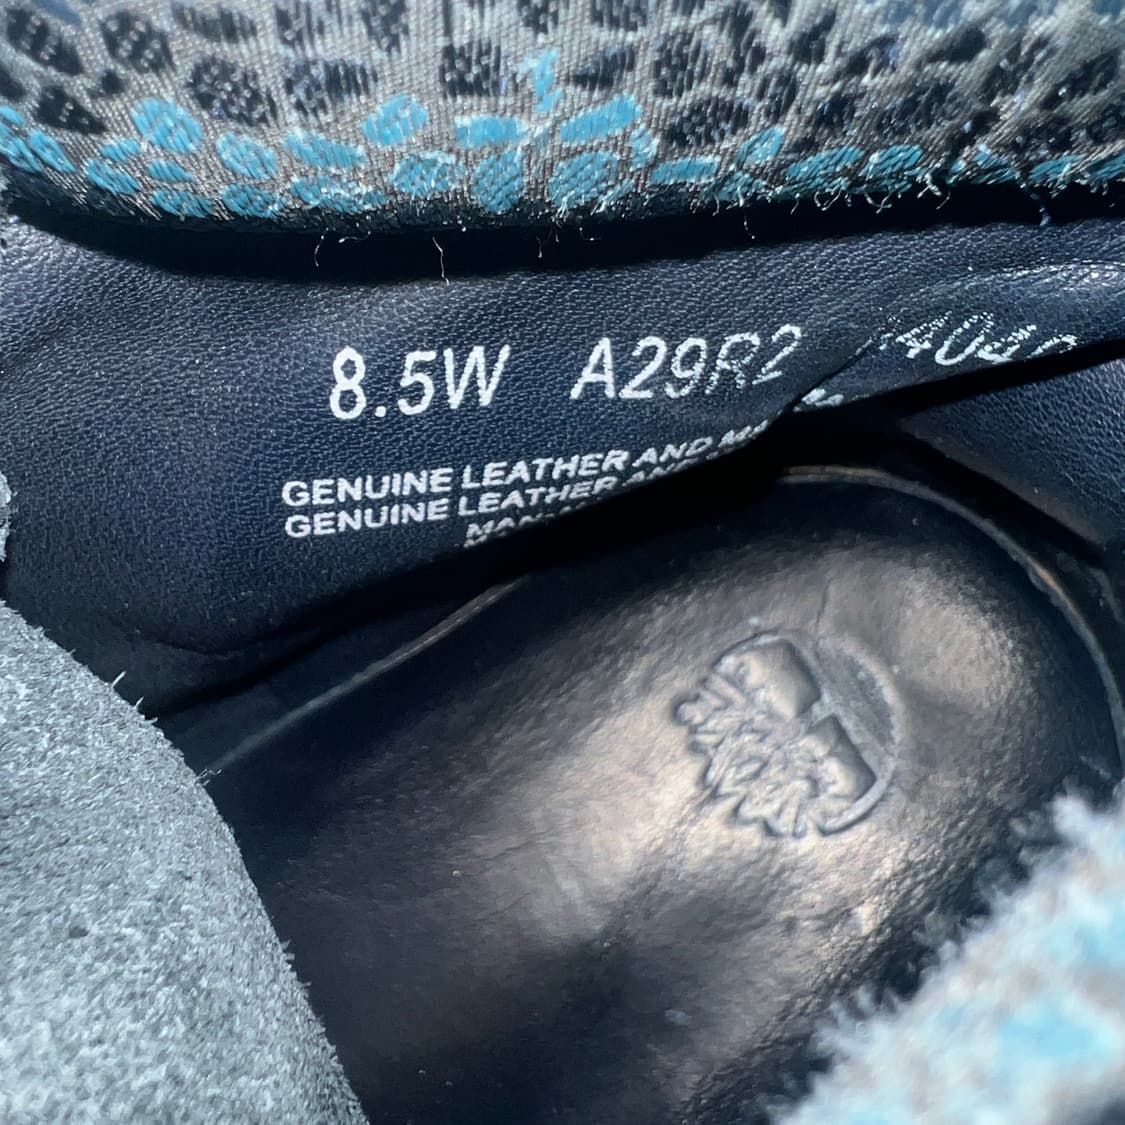 8.5W A29R2
GENUINE LEATHER AND
GENUINE LEATHER